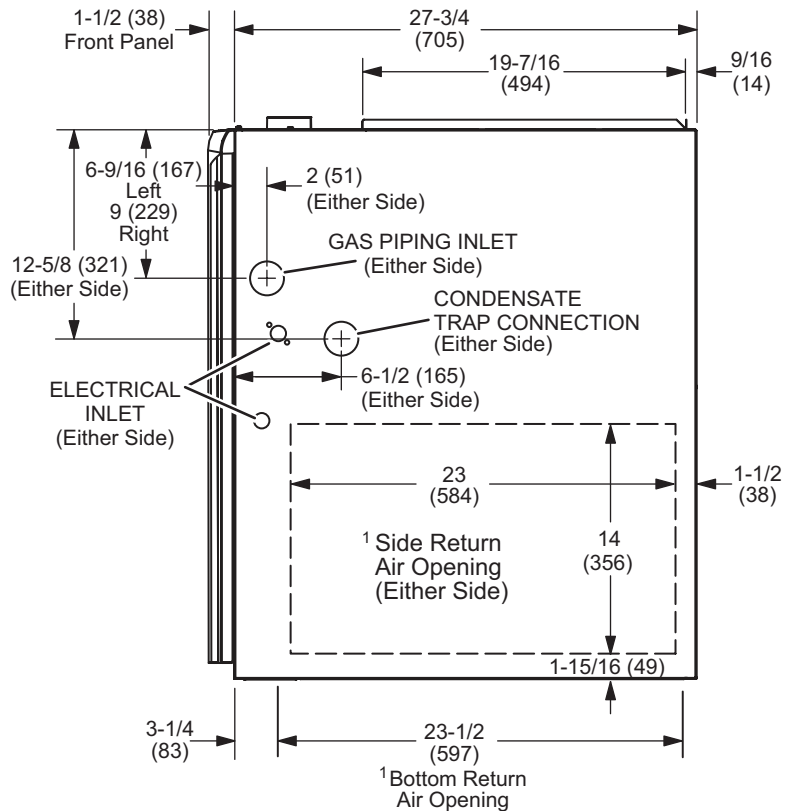 1-1/2 (38)
Front Panel
27-3/4
(705)
19-7/16
(494)
9/16
(14)
6-9/16 (167)
Left
9 (229)
Right
2 (51)
(Either Side)
12-5/8 (321)
(Either Side)
GAS PIPING INLET
(Either Side)
CONDENSATE
TRAP CONNECTION
(Either Side)
6-1/2 (165)
(Either Side)
ELECTRICAL
INLET
(Either Side)
23
(584)
1-1/2
(38)
14
(356)
1 Side Return
Air Opening
(Either Side)
1-15/16 (49)
3-1/4
(83)
23-1/2
(597)
1 Bottom Return
Air Opening